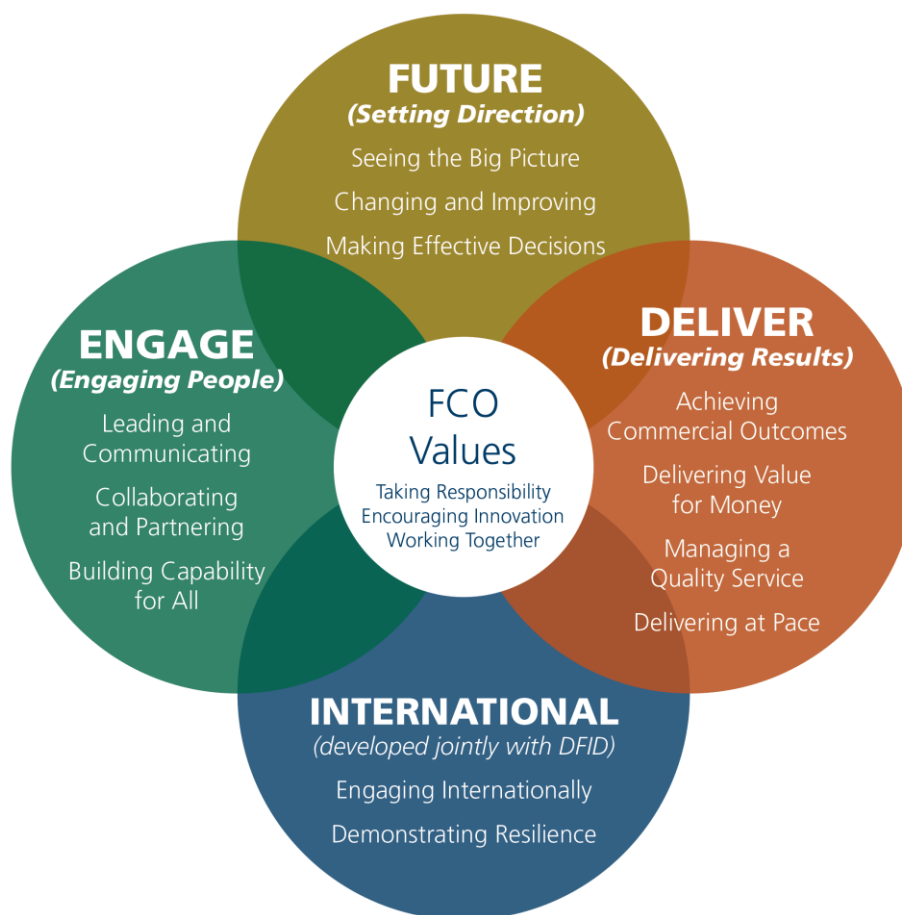 FUTURE
(Setting Direction)
Seeing the Big Picture
Changing and Improving
Making Effective Decisions
ENGAGE
(Engaging People)
Leading and
Communicating
Collaborating
and Partnering
Building Capability
for All
FCO
Values
Taking Responsibility
Encouraging Innovation
Working Together
DELIVER
(Delivering Results)
Achieving
Commercial Outcomes
Delivering Value
for Money
Managing a
Quality Service
Delivering at Pace
INTERNATIONAL
(developed jointly with DFID)
Engaging Internationally
Demonstrating Resilience